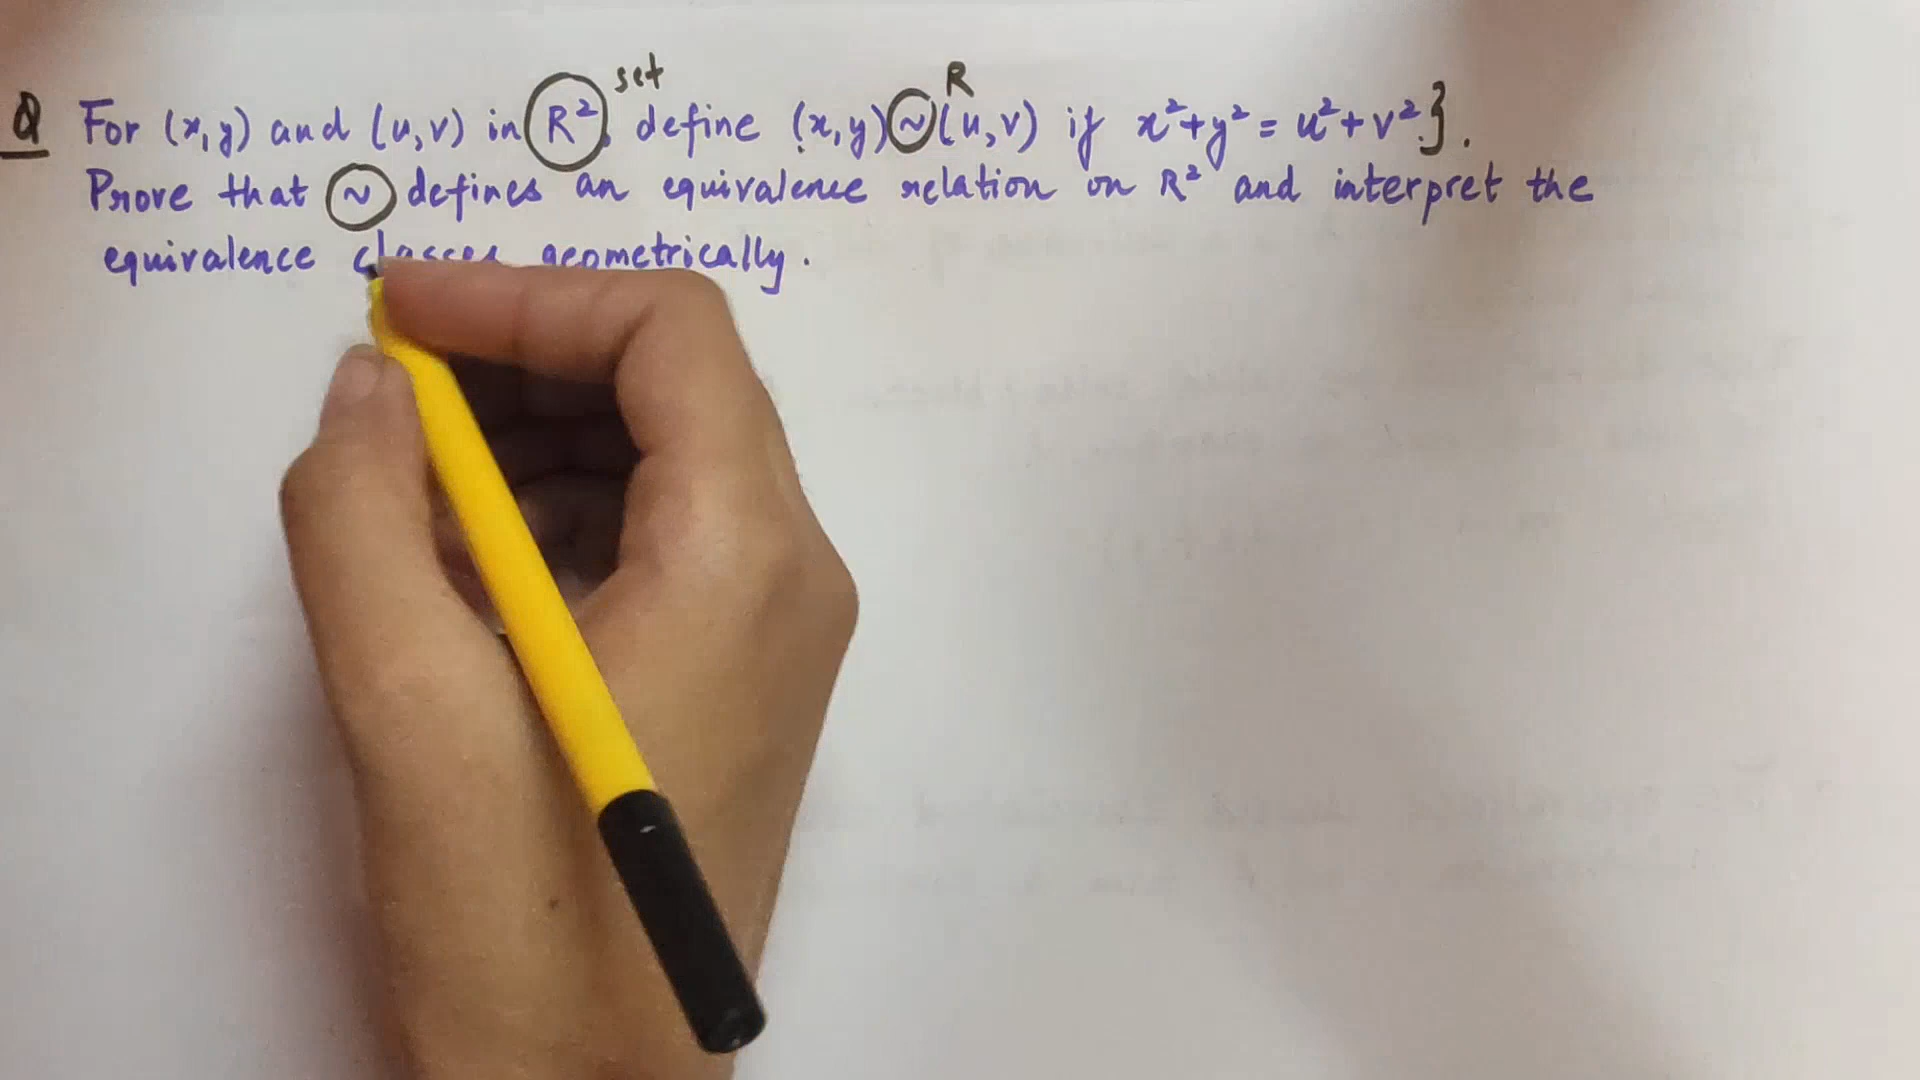 set R
Q For (x,y) and (u,v) in R², define (x,y)~(u,v) if x²+y²=u²+v²}.
Prove that ~ defines an equivalence relation on R² and interpret the
equivalence classes geometrically.